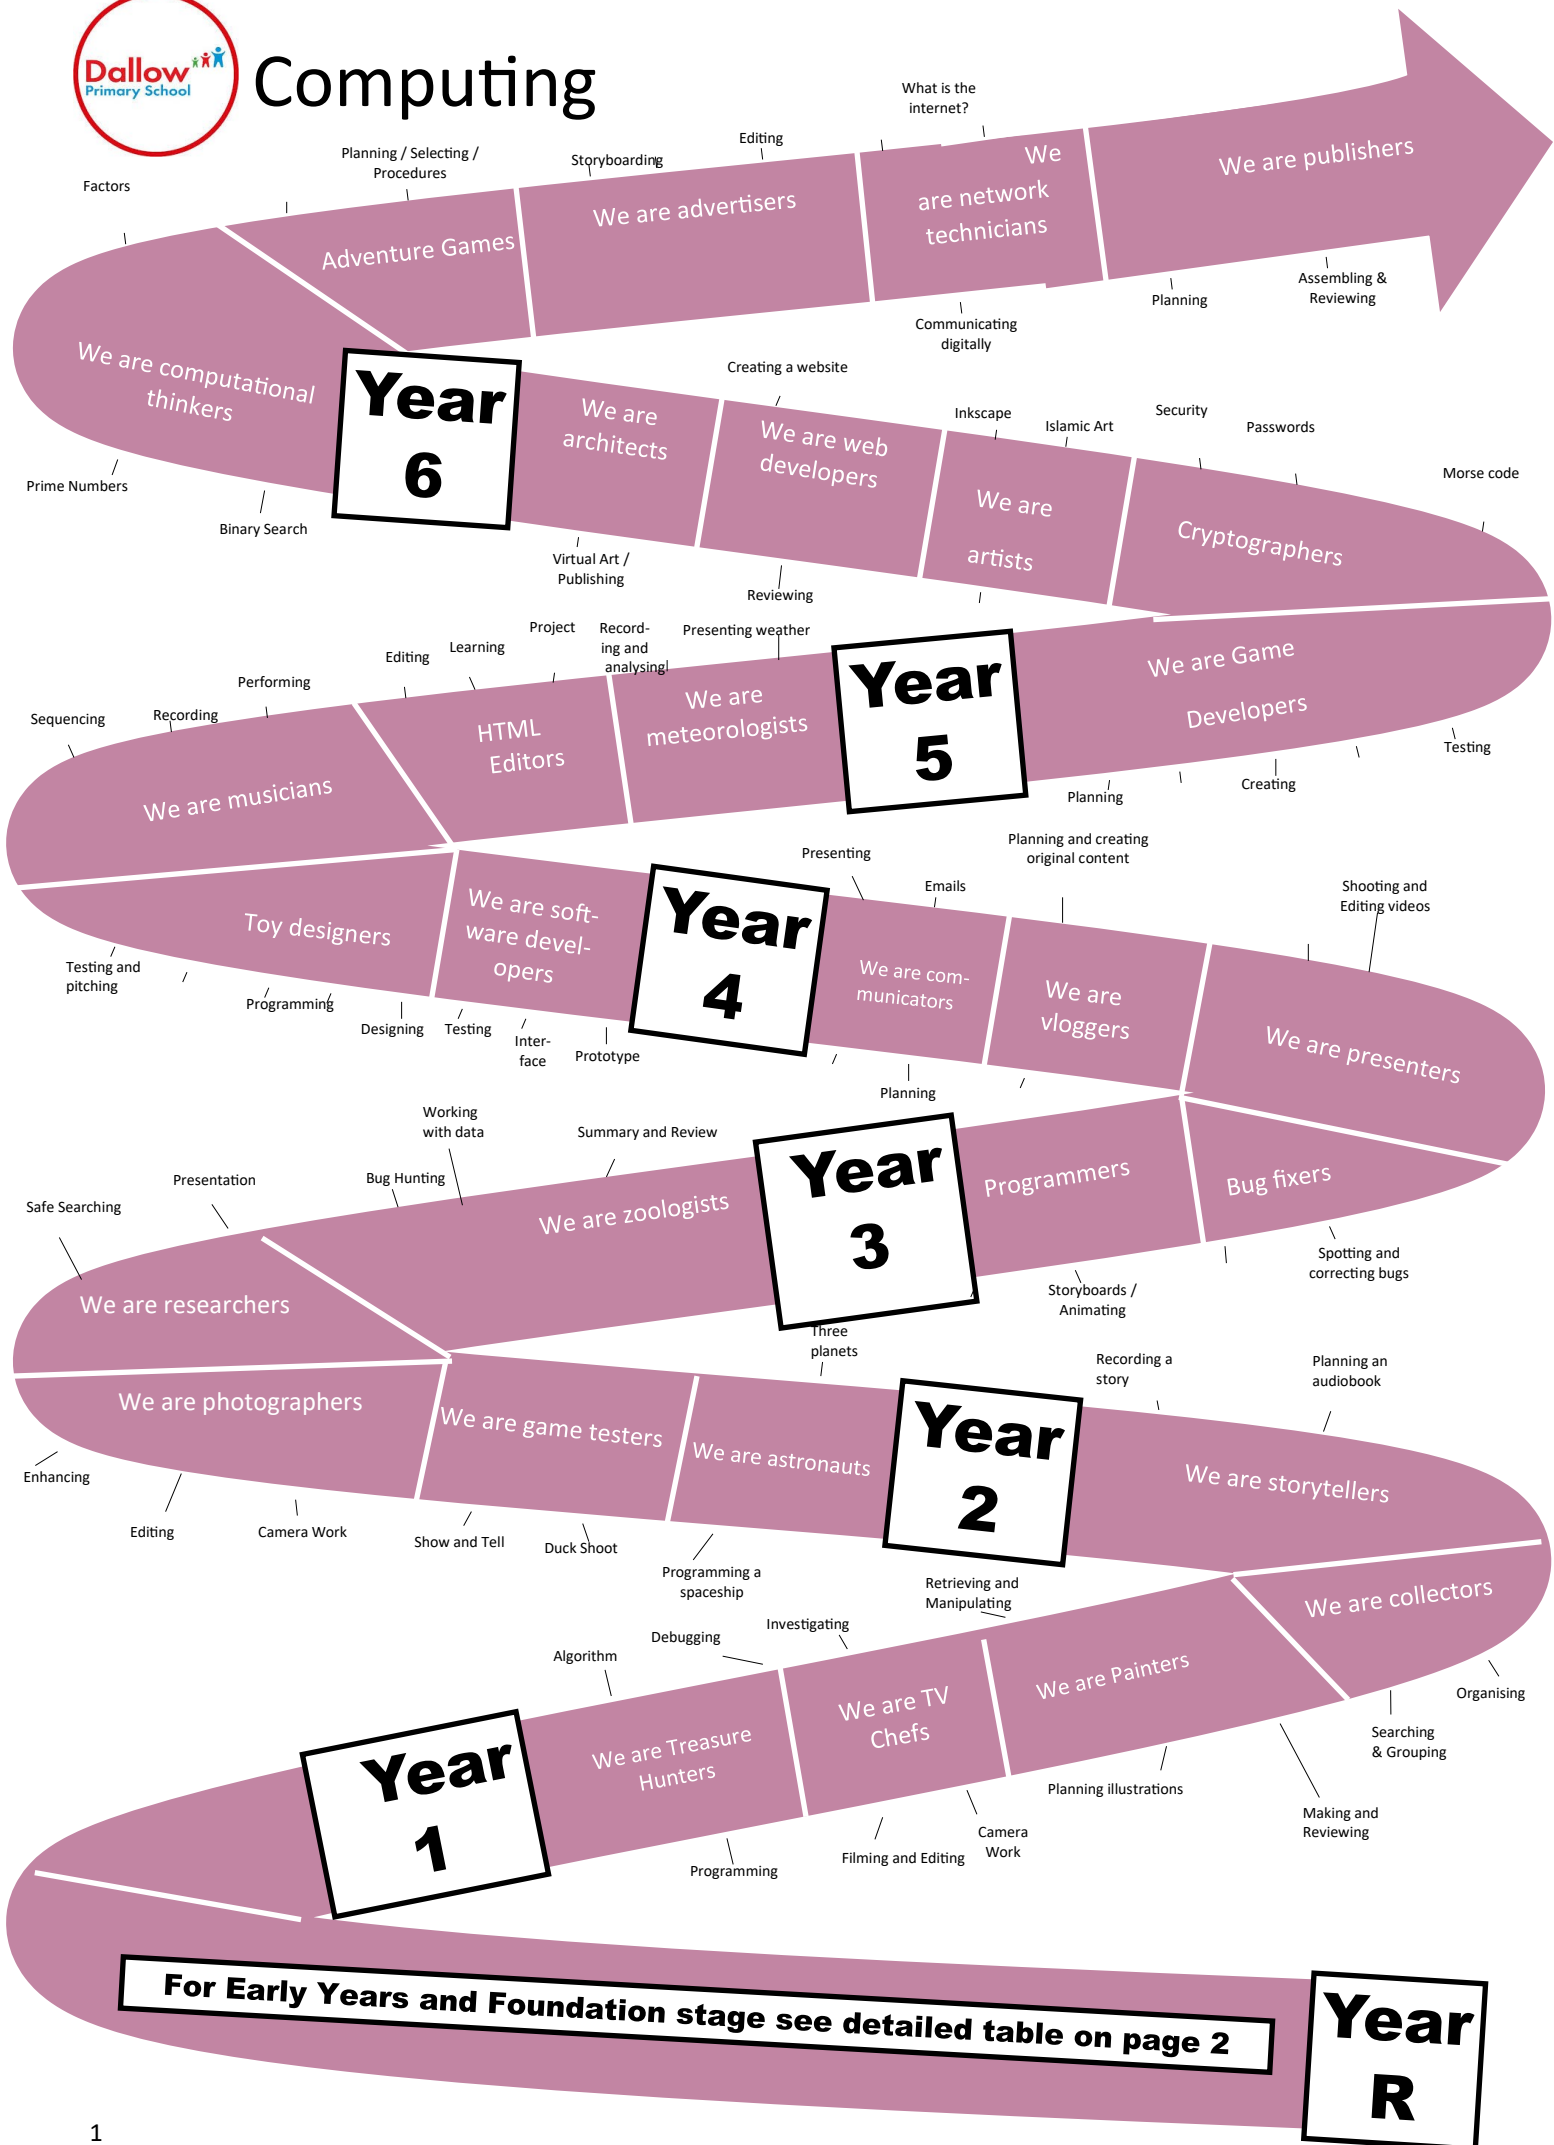 Dallow
Primary School
Computing
What is the
internet?
Editing
Planning / Selecting /
Procedures
Storyboarding
Factors
We are publishers
We
are network
technicians
We are advertisers
Adventure Games
Assembling &
Reviewing
Planning
Communicating
digitally
We are computational
thinkers
Year
6
Creating a website
We are
architects
We are web
developers
Inkscape
Islamic Art
Security
Passwords
Morse code
We are
artists
Cryptographers
Prime Numbers
Binary Search
Virtual Art /
Publishing
Reviewing
Project
Record-
ing and
analysing
Presenting weather
Editing
Learning
Performing
Sequencing
Recording
Year
5
We are Game
Developers
We are
meteorologists
HTML
Editors
We are musicians
Testing
Creating
Planning
Planning and creating
original content
Presenting
Emails
Shooting and
Editing videos
Toy designers
We are soft-
ware devel-
opers
Year
4
We are com-
municators
We are
vloggers
We are presenters
Testing and
pitching
Programming
Designing
Testing
Inter-
face
Prototype
Planning
Working
with data
Summary and Review
Bug Hunting
Presentation
Safe Searching
We are zoologists
Year
3
Programmers
Bug fixers
Spotting and
correcting bugs
Storyboards /
Animating
We are researchers
Three
planets
Recording a
story
Planning an
audiobook
We are photographers
We are game testers
We are astronauts
Year
2
We are storytellers
Enhancing
Editing
Camera Work
Show and Tell
Duck Shoot
Programming a
spaceship
Retrieving and
Manipulating
Investigating
Debugging
Algorithm
We are collectors
We are Painters
We are TV
Chefs
We are Treasure
Hunters
Year
1
Organising
Searching
& Grouping
Planning illustrations
Making and
Reviewing
Camera
Work
Filming and Editing
Programming
For Early Years and Foundation stage see detailed table on page 2
Year
R
1